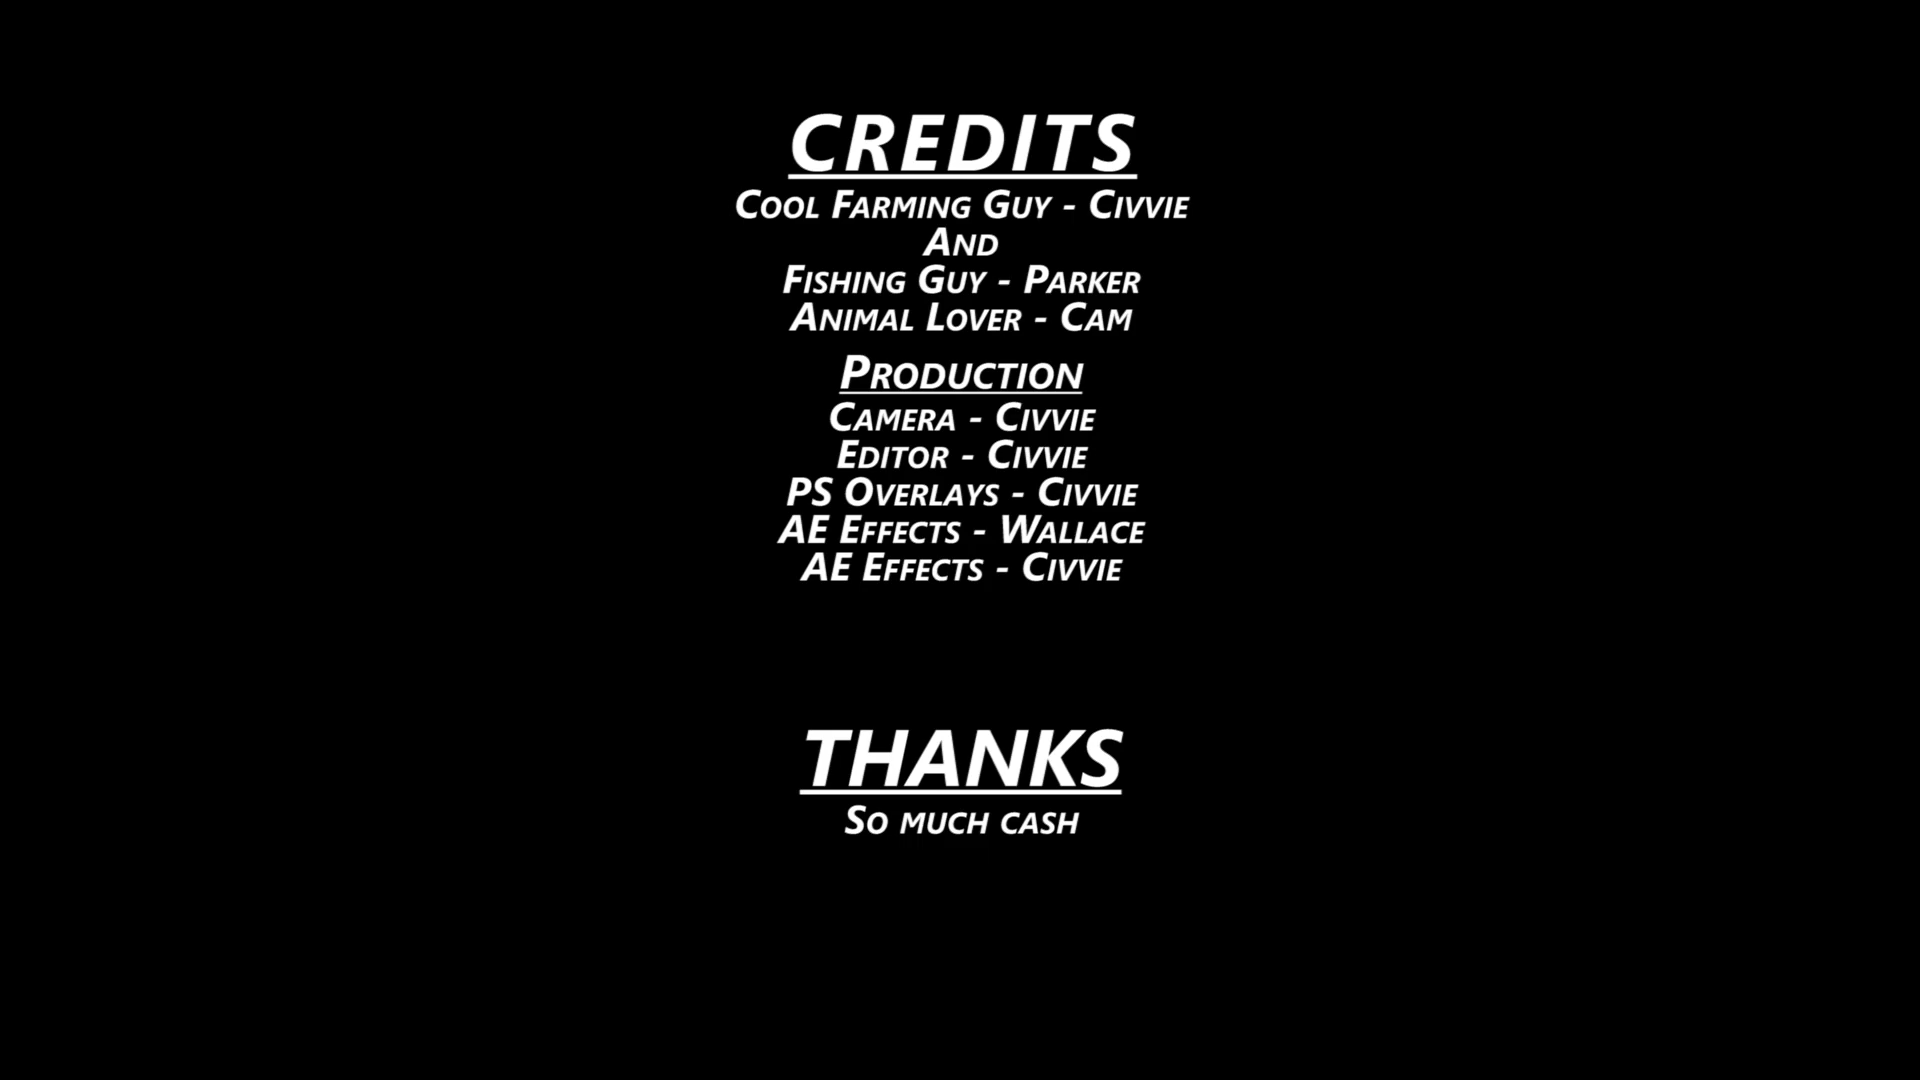 CREDITS
Cool Farming Guy - Civvie
And
Fishing Guy - Parker
Animal Lover - Cam
Production
Camera - Civvie
Editor - Civvie
PS Overlays - Civvie
AE Effects - Wallace
AE Effects - Civvie
THANKS
So much cash